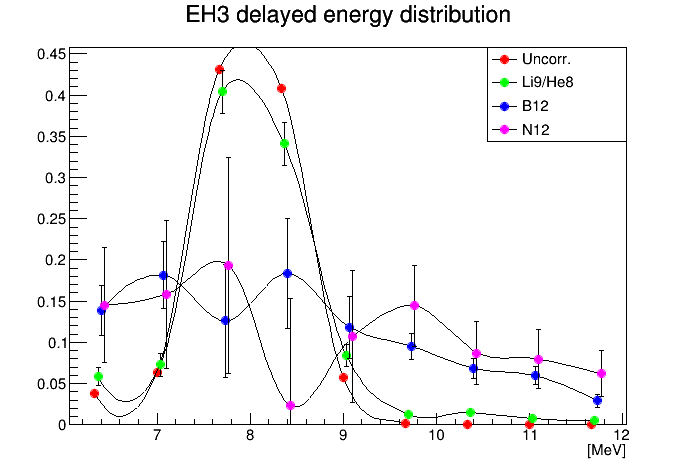 EH3 delayed energy distribution
0.45
0.4
0.35
0.3
0.25
0.2
0.15
0.1
0.05
0
Uncorr.
Li9/He8
B12
N12
7 8 9 10 11 12
[MeV]